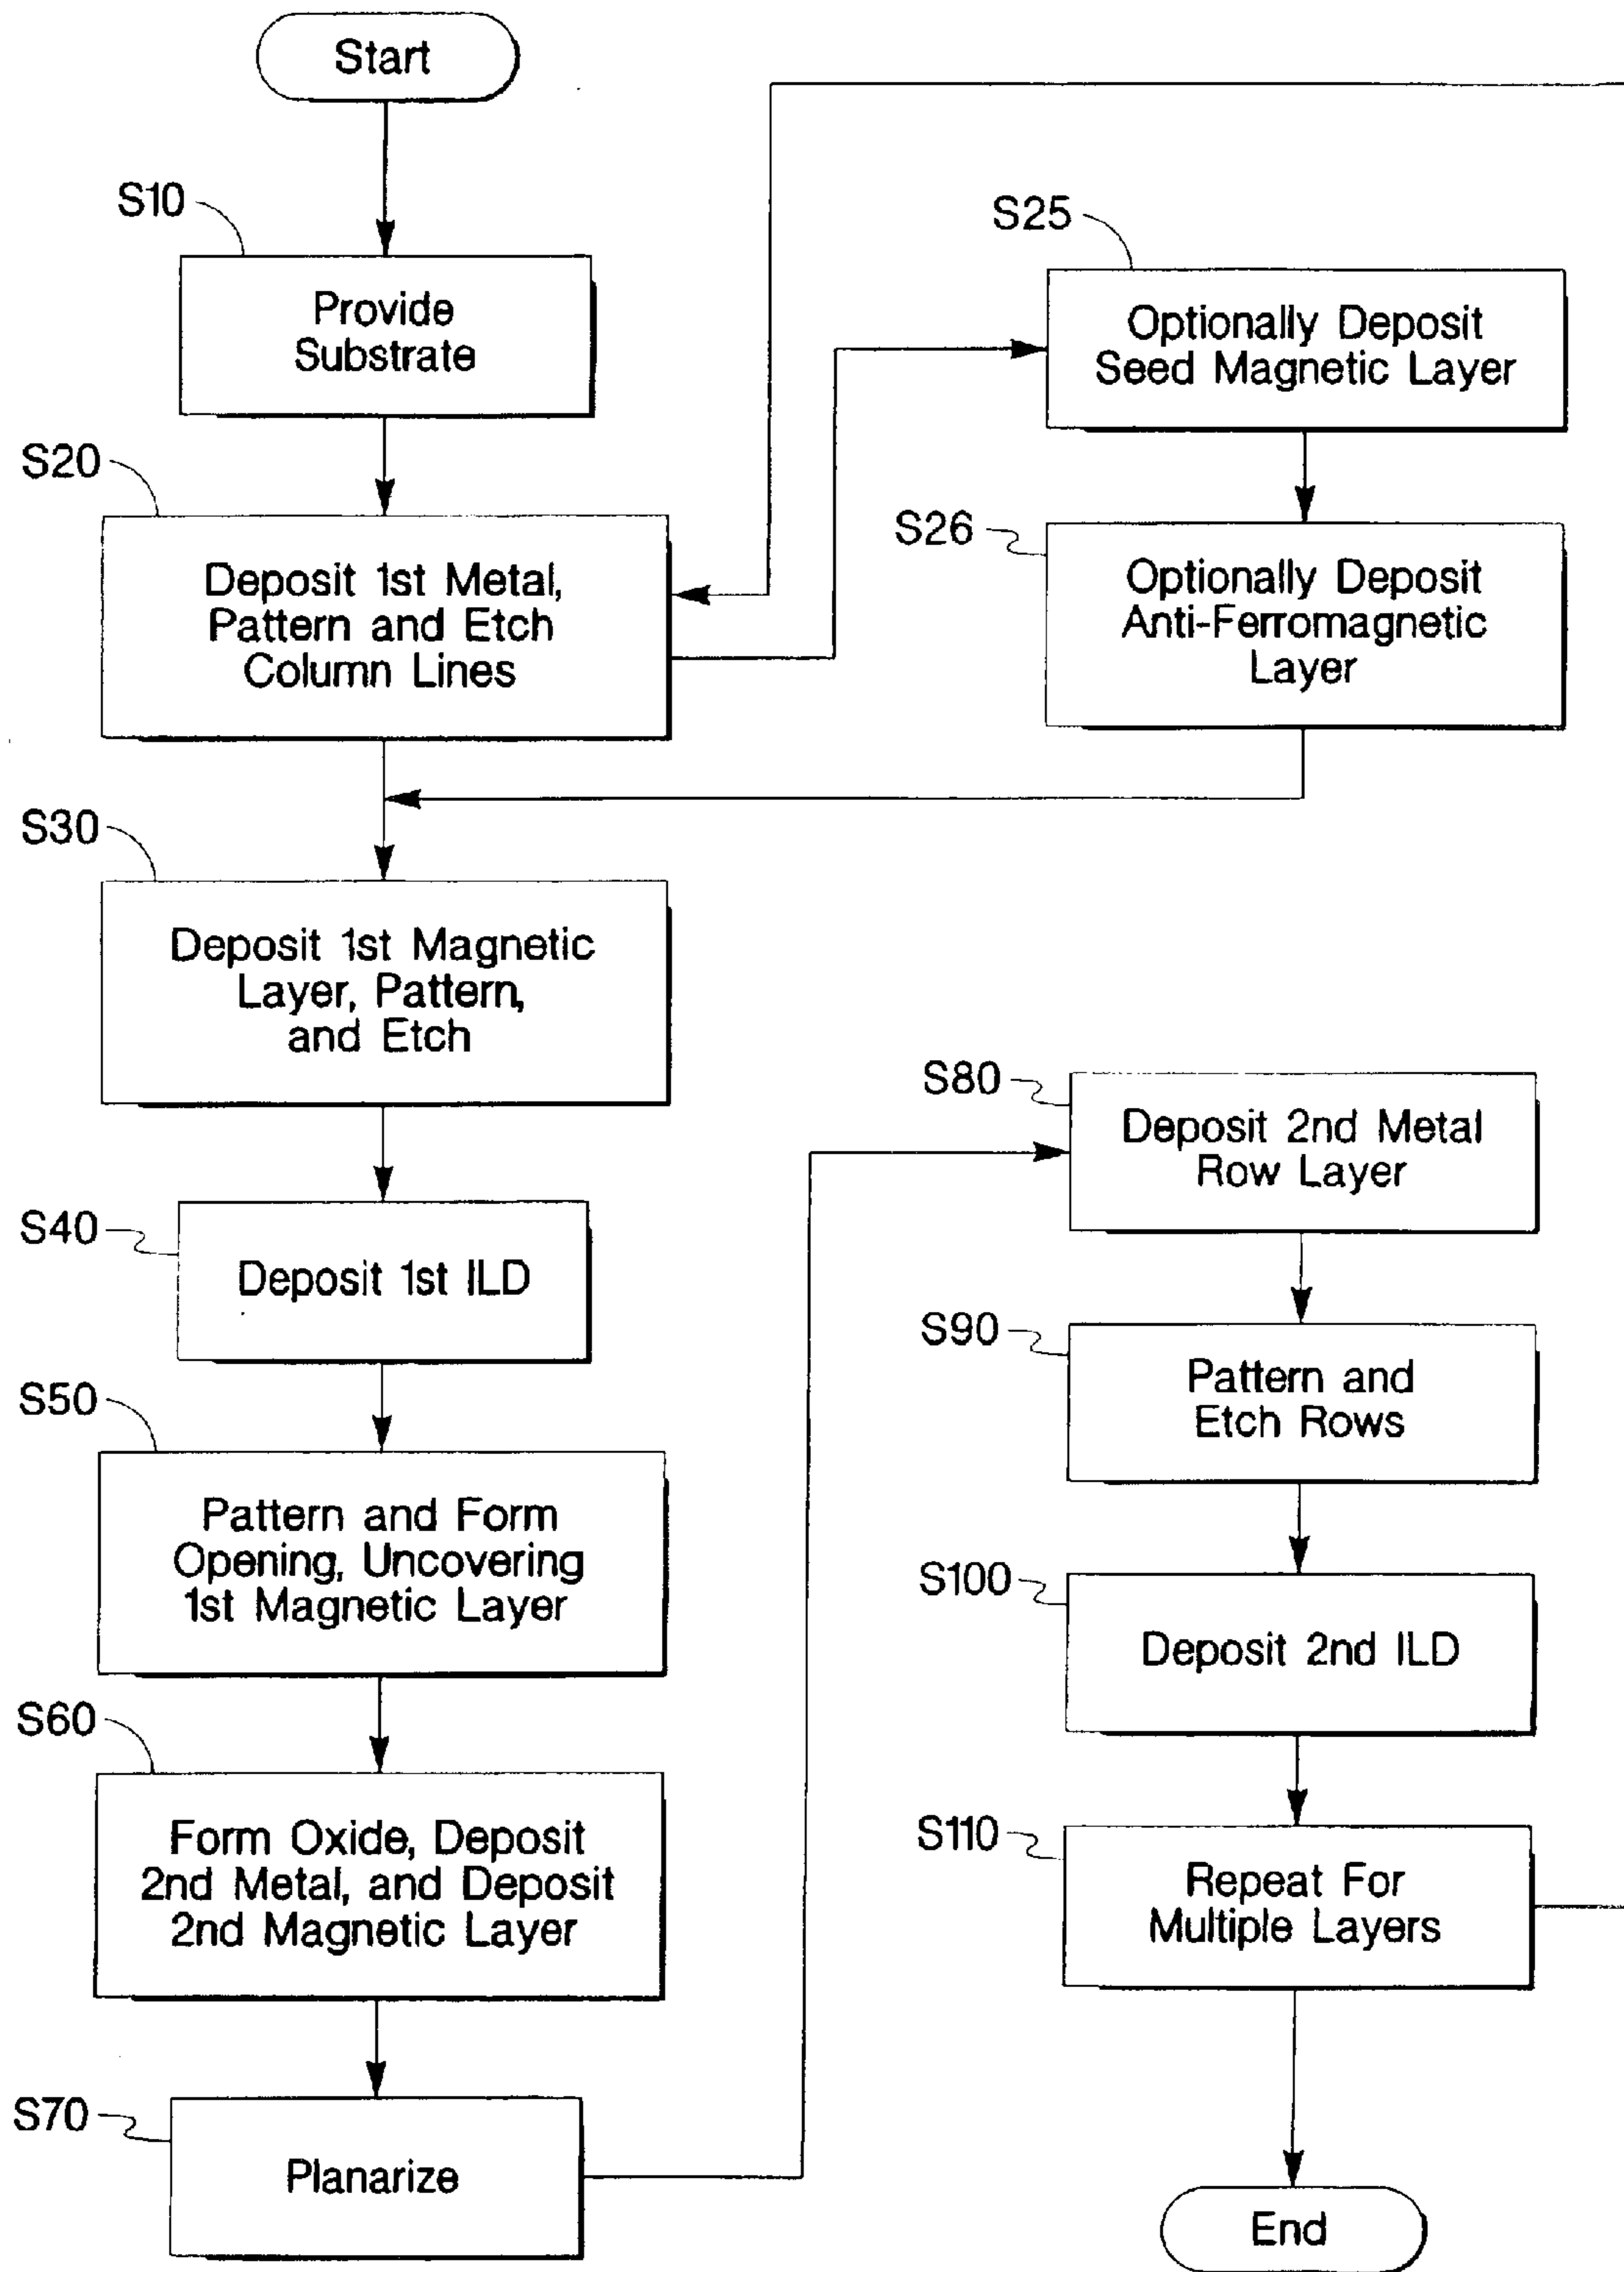 Start
S10
Provide
Substrate
S20
Deposit 1st Metal,
Pattern and Etch
Column Lines
S25
Optionally Deposit
Seed Magnetic Layer
S26
Optionally Deposit
Anti-Ferromagnetic
Layer
S30
Deposit 1st Magnetic
Layer, Pattern,
and Etch
S40
Deposit 1st ILD
S50
Pattern and Form
Opening, Uncovering
1st Magnetic Layer
S60
Form Oxide, Deposit
2nd Metal, and Deposit
2nd Magnetic Layer
S70
Planarize
S80
Deposit 2nd Metal
Row Layer
S90
Pattern and
Etch Rows
S100
Deposit 2nd ILD
S110
Repeat For
Multiple Layers
End